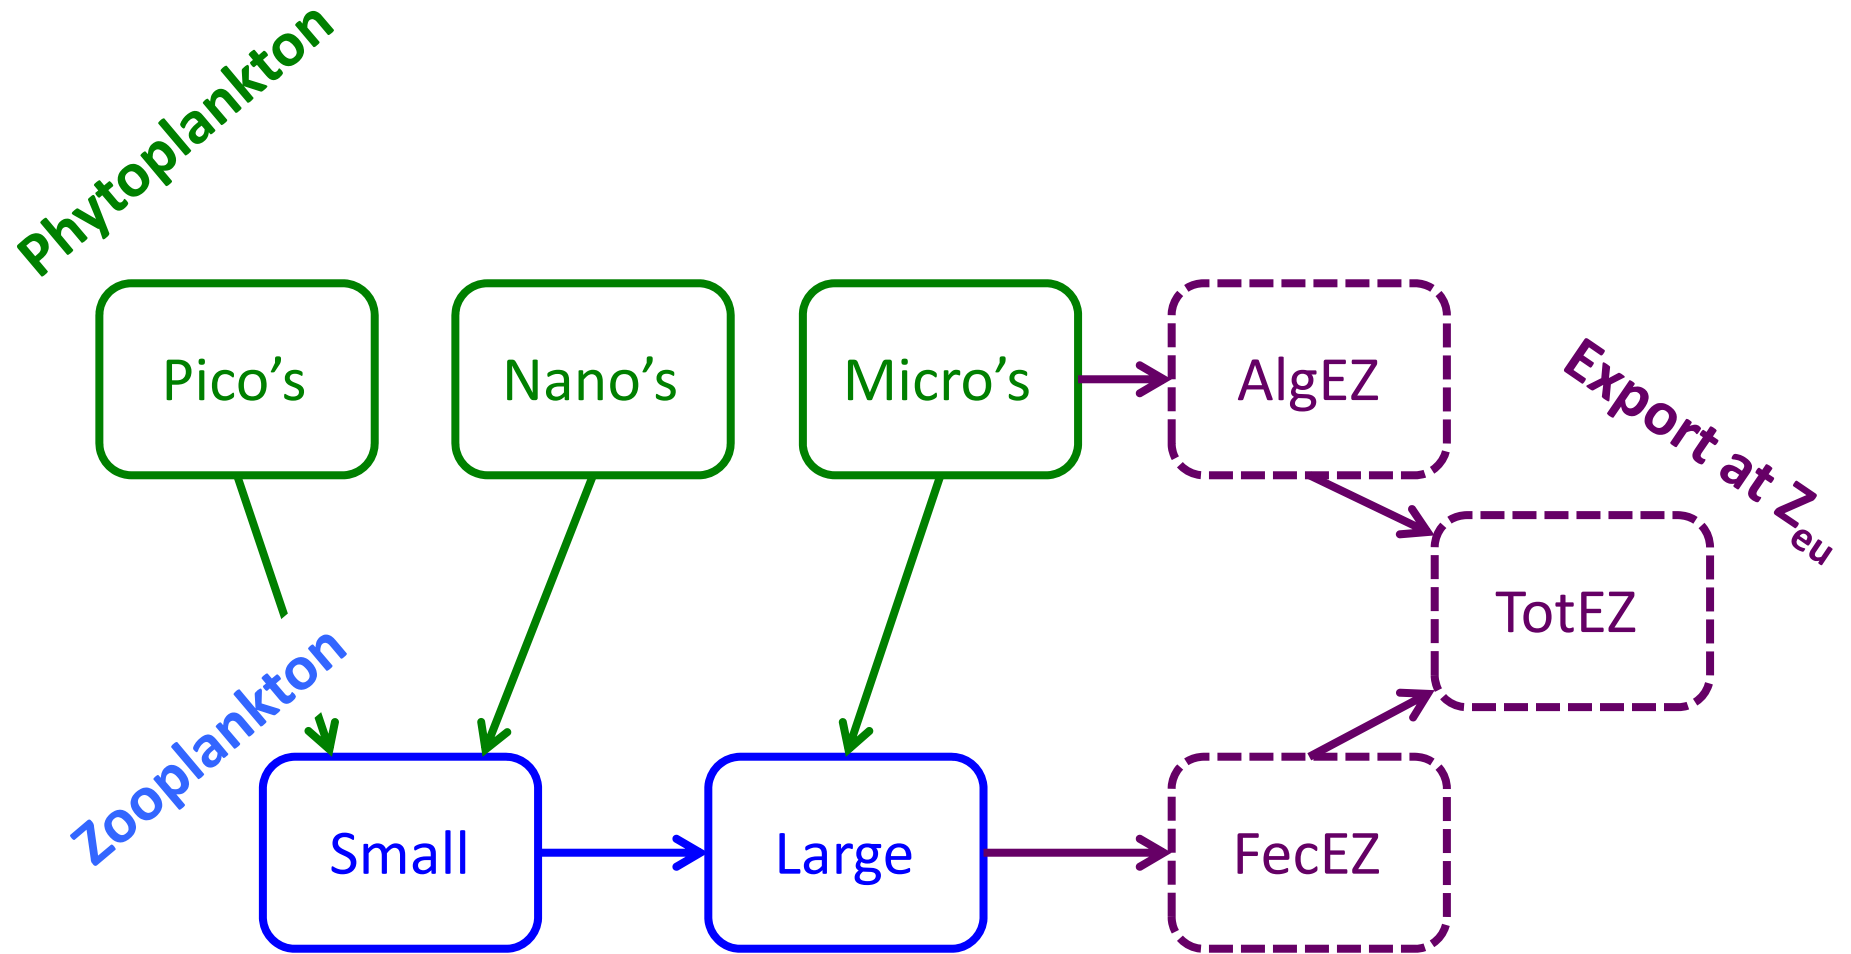 Phytoplankton
Pico’s
Nano’s
Micro’s
AlgEZ
Export at Zeu
TotEZ
Zooplankton
Small
Large
FecEZ